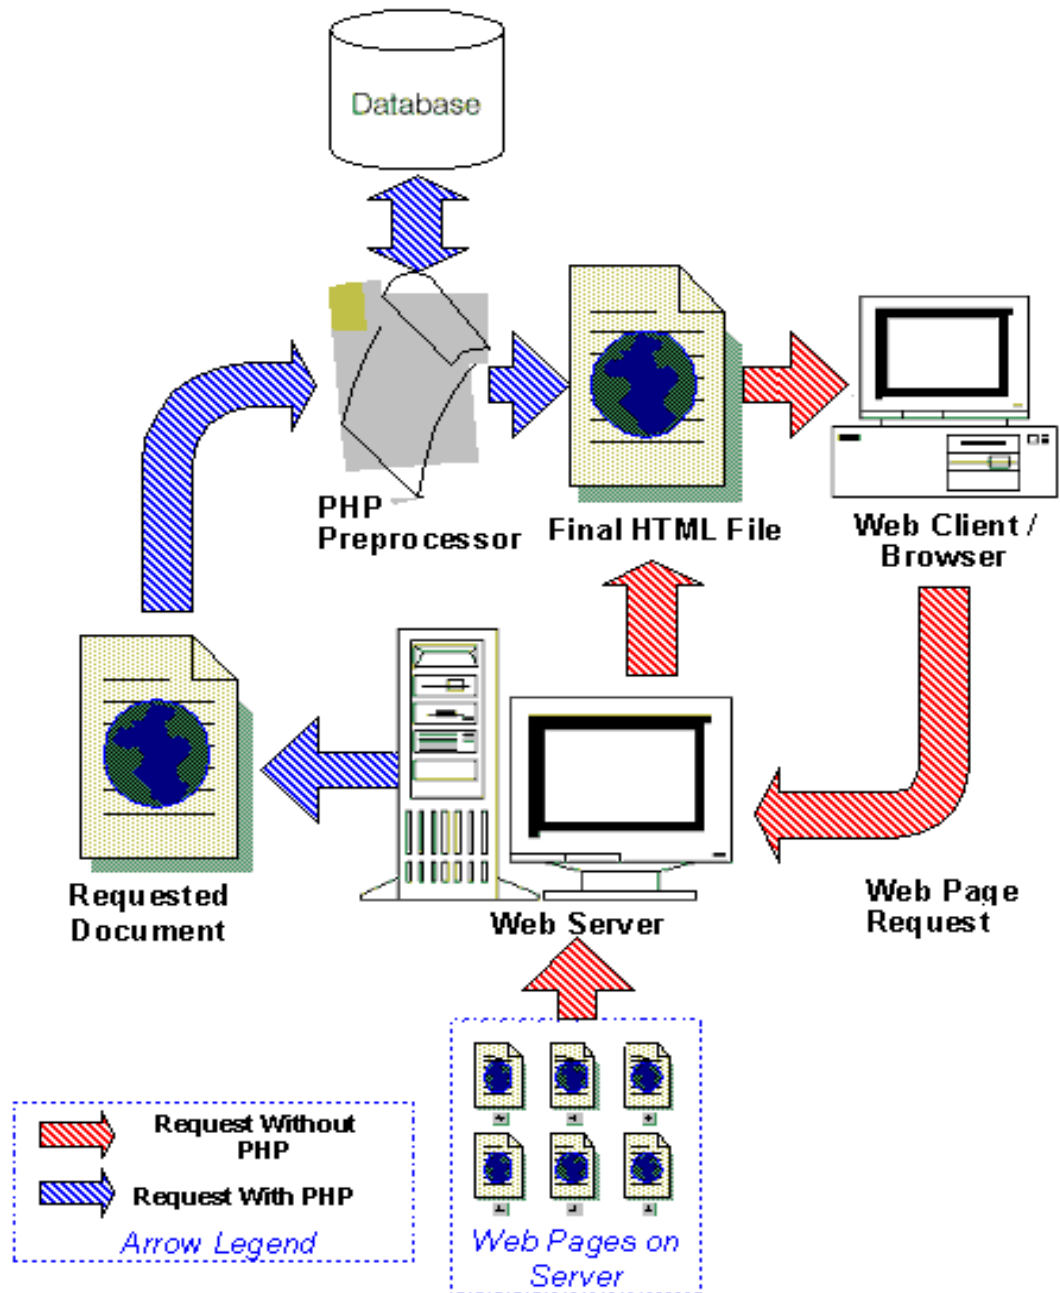 Database
PHP
Preprocessor
Final HTML File
Web Client /
Browser
Requested
Document
Web Server
Web Page
Request
Request Without
PHP
Request With PHP
Arrow Legend
Web Pages on
Server